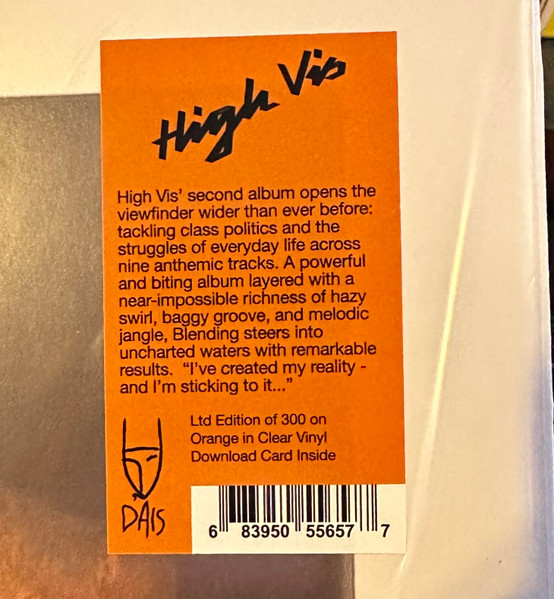 High Vis
High Vis' second album opens the
viewfinder wider than ever before:
tackling class politics and the
struggles of everyday life across
nine anthemic tracks. A powerful
and biting album layered with a
near-impossible richness of hazy
swirl, baggy groove, and melodic
jangle, Blending steers into
uncharted waters with remarkable
results. "I've created my reality -
and I'm sticking to it..."
Ltd Edition of 300 on
Orange in Clear Vinyl
Download Card Inside
DAIS
6 83950 55657 7